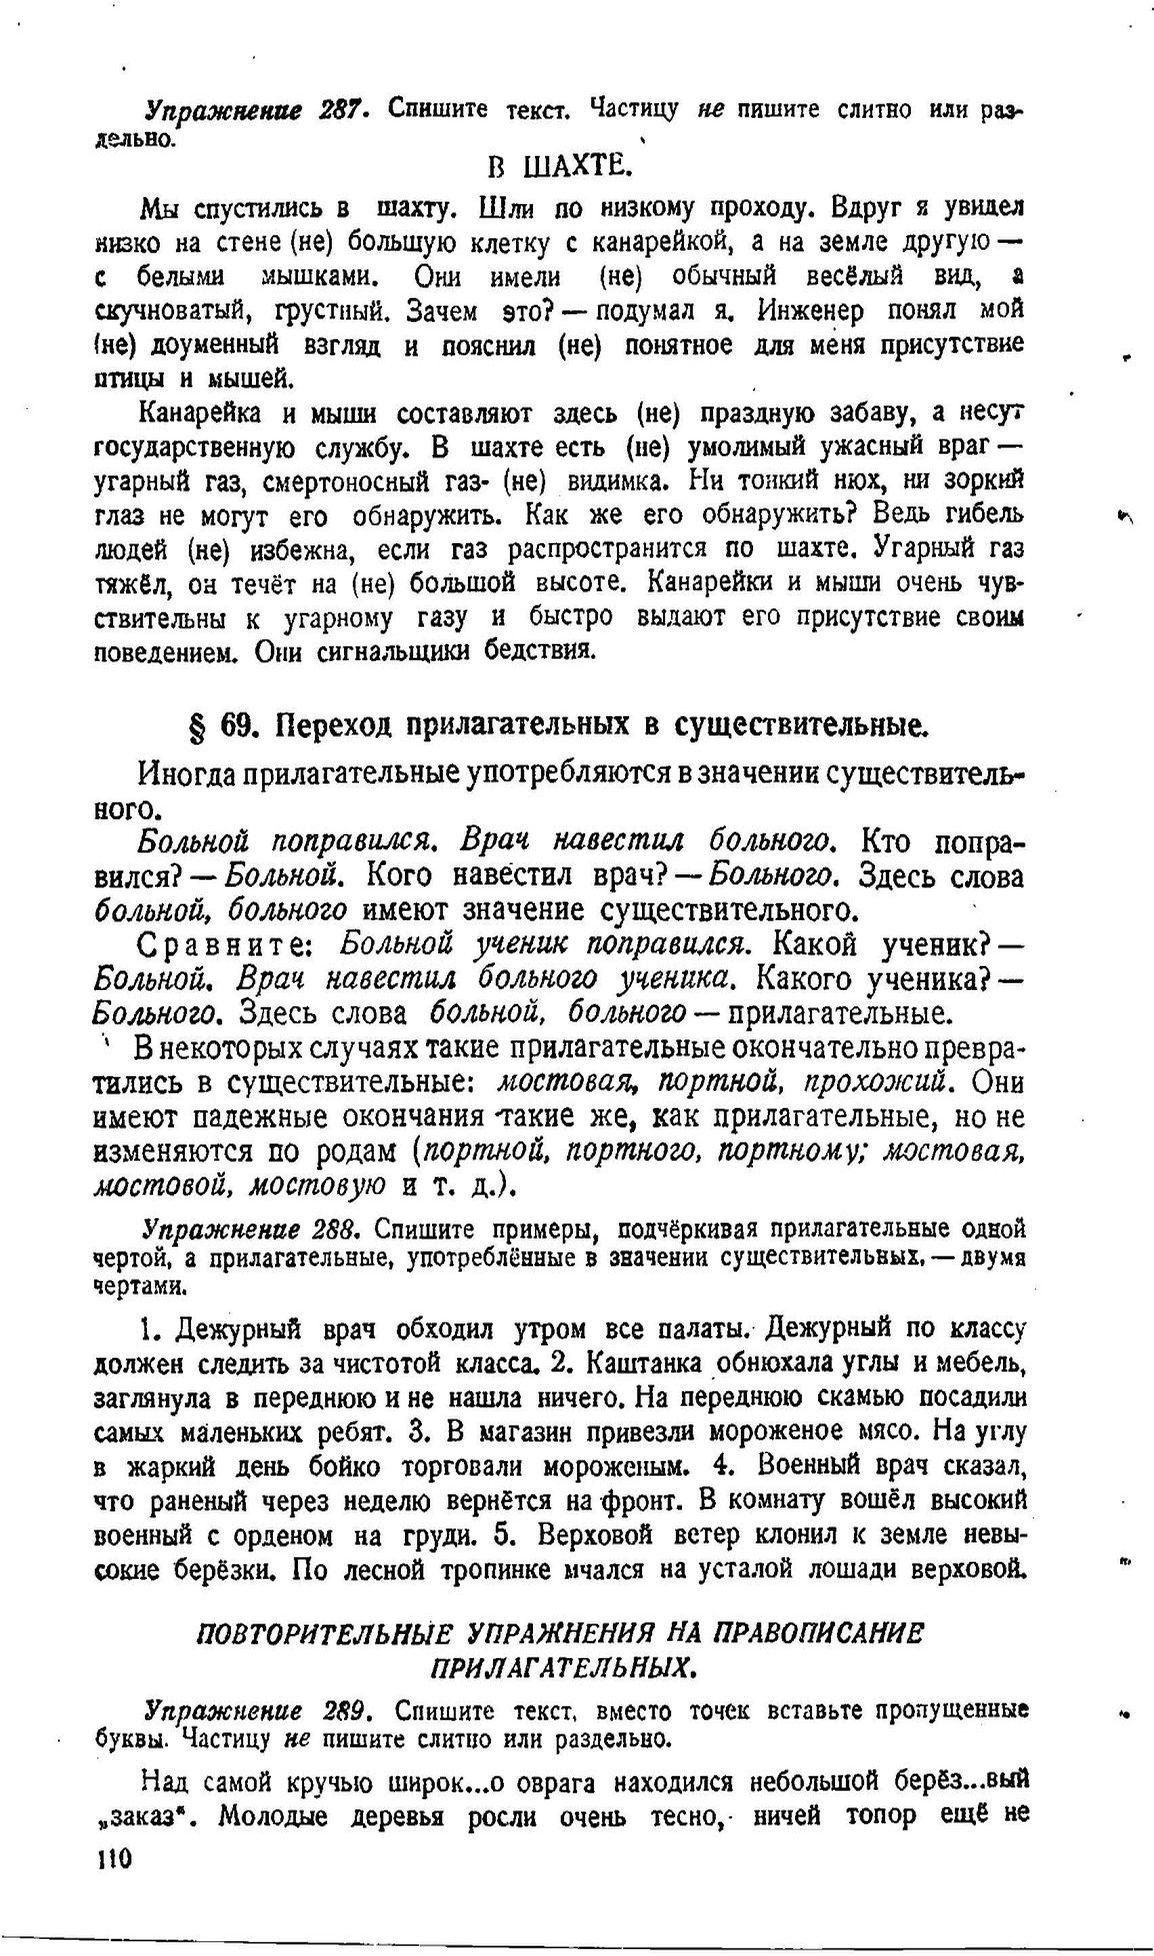 Упражнение 287. Спишите текст. Частицу не пишите слитно или раз-
дельно.
В ШАХТЕ.
Мы спустились в шахту. Шли по низкому проходу. Вдруг я увидел
низко на стене (не) большую клетку с канарейкой, а на земле другую —
с белыми мышками. Они имели (не) обычный весёлый вид, а
скучноватый, грустный. Зачем это? — подумал я. Инженер понял мой
(не) доуменный взгляд и пояснил (не) понятное для меня присутствие
птицы и мышей.
Канарейка и мыши составляют здесь (не) праздную забаву, а несут
государственную службу. В шахте есть (не) умолимый ужасный враг —
угарный газ, смертоносный газ- (не) видимка. Ни тонкий нюх, ни зоркий
глаз не могут его обнаружить. Как же его обнаружить? Ведь гибель
людей (не) избежна, если газ распространится по шахте. Угарный газ
тяжёл, он течёт на (не) большой высоте. Канарейки и мыши очень чув-
ствительны к угарному газу и быстро выдают его присутствие своим
поведением. Они сигнальщики бедствия.
§ 69. Переход прилагательных в существительные.
Иногда прилагательные употребляются в значении существитель-
ного.
Больной поправился. Врач навестил больного. Кто попра-
вился? — Больной. Кого навестил врач? — Больного. Здесь слова
больной, больного имеют значение существительного.
Сравните: Больной ученик поправился. Какой ученик? —
Больной. Врач навестил больного ученика. Какого ученика? —
Больного. Здесь слова больной, больного — прилагательные.
В некоторых случаях такие прилагательные окончательно превра-
тились в существительные: мостовая, портной, прохожий. Они
имеют падежные окончания такие же, как прилагательные, но не
изменяются по родам (портной, портного, портному; мостовая,
мостовой, мостовую и т. д.).
Упражнение 288. Спишите примеры, подчёркивая прилагательные одной
чертой, а прилагательные, употреблённые в значении существительных, — двумя
чертами.
1. Дежурный врач обходил утром все палаты. Дежурный по классу
должен следить за чистотой класса. 2. Каштанка обнюхала углы и мебель,
заглянула в переднюю и не нашла ничего. На переднюю скамью посадили
самых маленьких ребят. 3. В магазин привезли мороженое мясо. На углу
в жаркий день бойко торговали мороженым. 4. Военный врач сказал,
что раненый через неделю вернётся на фронт. В комнату вошёл высокий
военный с орденом на груди. 5. Верховой ветер клонил к земле невы-
сокие берёзки. По лесной тропинке мчался на усталой лошади верховой.
ПОВТОРИТЕЛЬНЫЕ УПРАЖНЕНИЯ НА ПРАВОПИСАНИЕ
ПРИЛАГАТЕЛЬНЫХ.
Упражнение 289. Спишите текст, вместо точек вставьте пропущенные
буквы. Частицу не пишите слитно или раздельно.
Над самой кручью широк...о оврага находился небольшой берёз...вый
„заказ“. Молодые деревья росли очень тесно, ничей топор ещё не
110